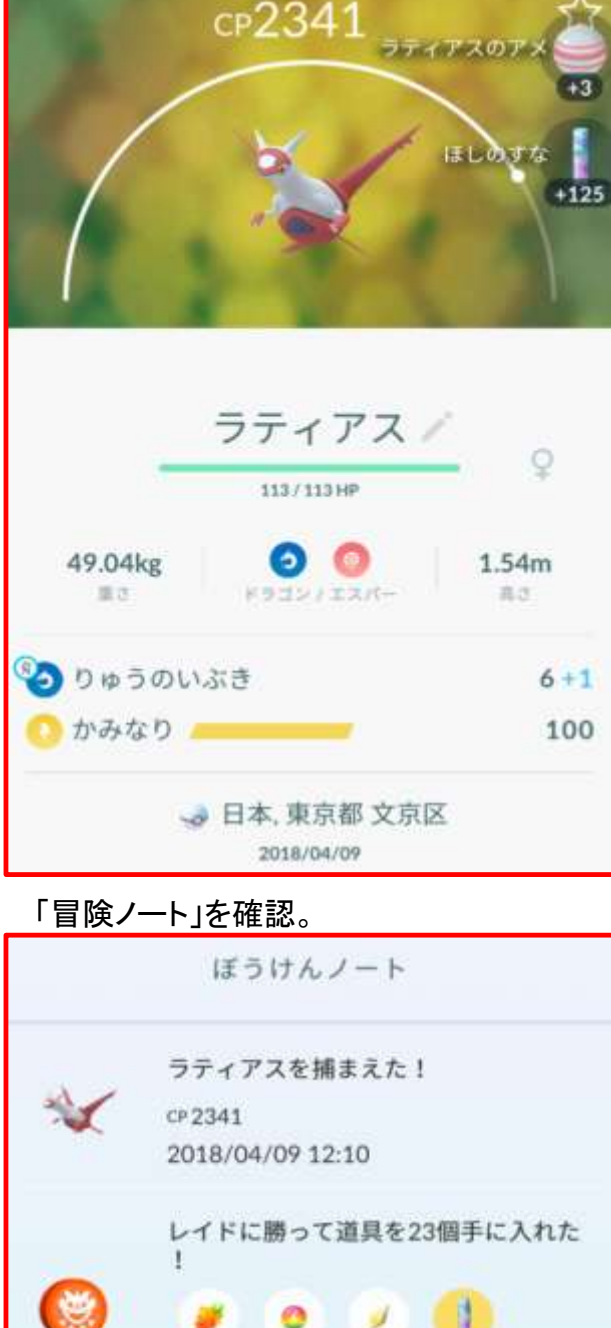 CP2341
ラティアスのアメ
+3
ほしのすな
+125
ラティアス
113 / 113 HP
49.04kg
重さ
ドラゴン / エスパー
1.54m
高さ
りゅうのいぶき 6 +1
かみなり 100
日本, 東京都 文京区
2018/04/09
「冒険ノート」を確認。
ぼうけんノート
ラティアスを捕まえた！
CP 2341
2018/04/09 12:10
レイドに勝って道具を23個手に入れた
！